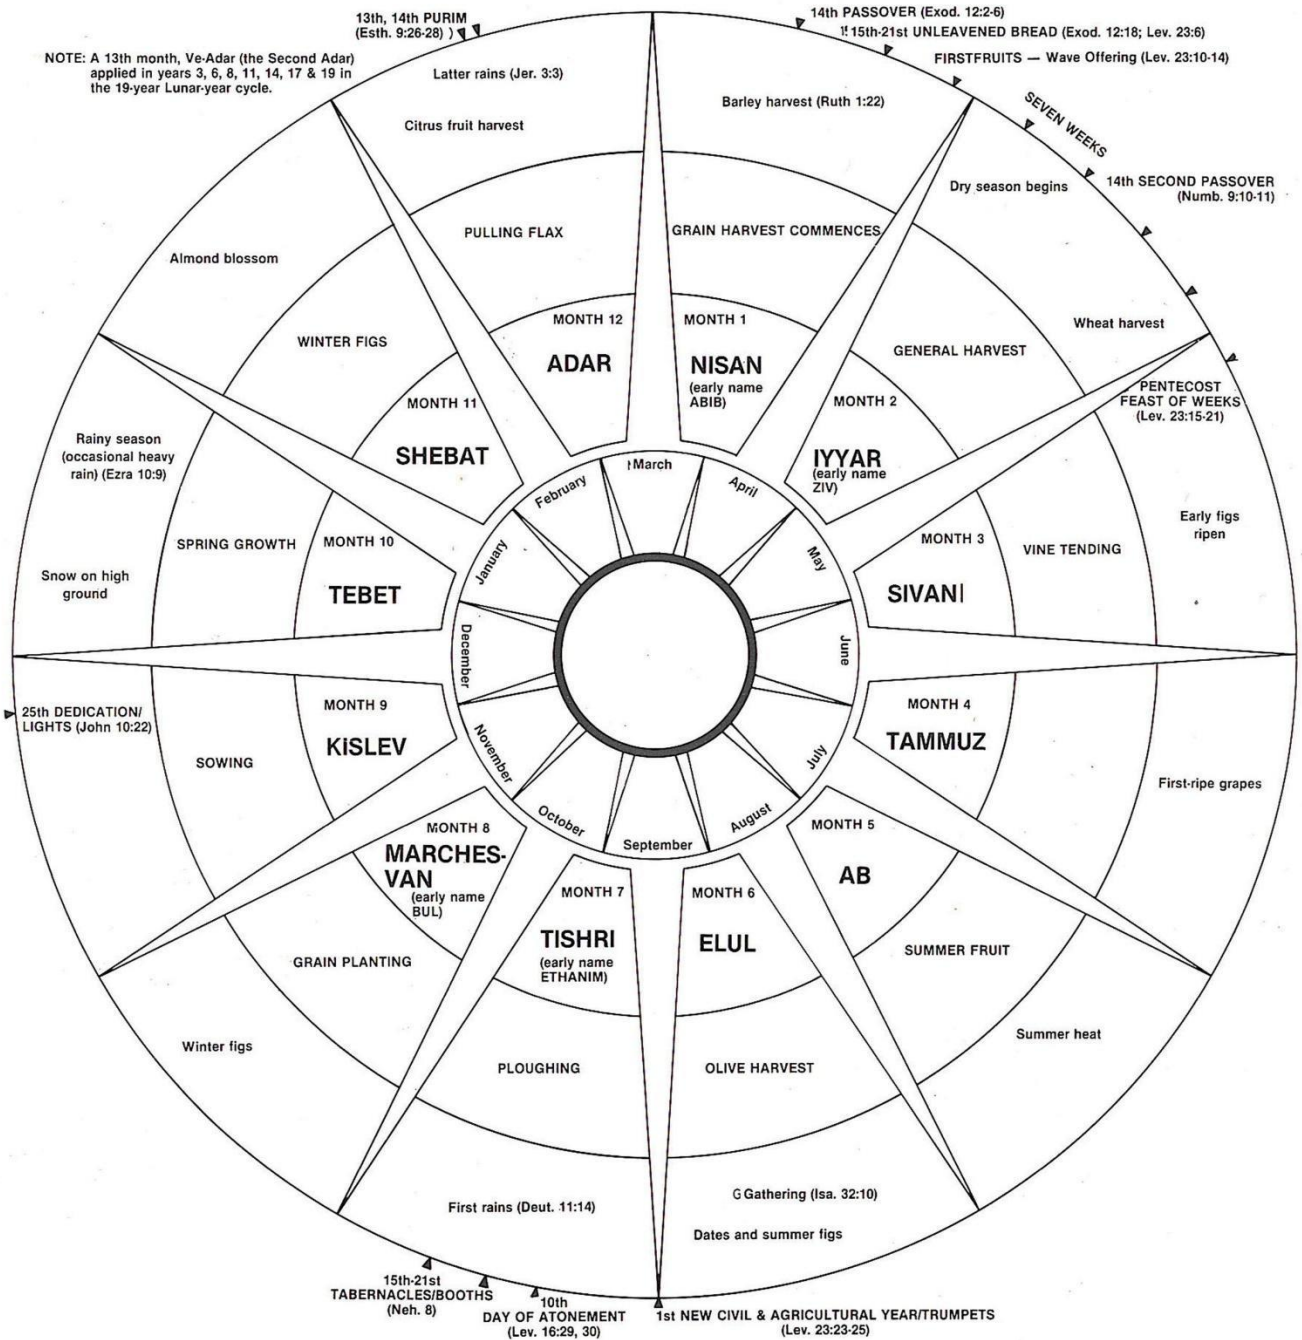 13th, 14th PURIM
(Esth. 9:26-28) )
NOTE: A 13th month, Ve-Adar (the Second Adar)
applied in years 3, 6, 8, 11, 14, 17 & 19 in
the 19-year Lunar-year cycle.
14th PASSOVER (Exod. 12:2-6)
15th-21st UNLEAVENED BREAD (Exod. 12:18; Lev. 23:6)
FIRSTFRUITS — Wave Offering (Lev. 23:10-14)
SEVEN WEEKS
14th SECOND PASSOVER
(Numb. 9:10-11)
PENTECOST
FEAST OF WEEKS
(Lev. 23:15-21)
Barley harvest (Ruth 1:22)
GRAIN HARVEST COMMENCES
MONTH 1
NISAN
(early name
ABIB)
Dry season begins
Wheat harvest
GENERAL HARVEST
MONTH 2
IYYAR
(early name
ZIV)
Early figs
ripen
VINE TENDING
MONTH 3
SIVAN
MONTH 4
TAMMUZ
First-ripe grapes
MONTH 5
AB
SUMMER FRUIT
Summer heat
MONTH 6
ELUL
OLIVE HARVEST
GGathering (Isa. 32:10)
Dates and summer figs
1st NEW CIVIL & AGRICULTURAL YEAR/TRUMPETS
(Lev. 23:23-25)
MONTH 7
TISHRI
(early name
ETHANIM)
PLOUGHING
First rains (Deut. 11:14)
10th
DAY OF ATONEMENT
(Lev. 16:29, 30)
15th-21st
TABERNACLES/BOOTHS
(Neh. 8)
MONTH 8
MARCHES-
VAN
(early name
BUL)
GRAIN PLANTING
Winter figs
MONTH 9
KISLEV
SOWING
25th DEDICATION/
LIGHTS (John 10:22)
MONTH 10
TEBET
SPRING GROWTH
Rainy season
(occasional heavy
rain) (Ezra 10:9)
Snow on high
ground
MONTH 11
SHEBAT
WINTER FIGS
Almond blossom
MONTH 12
ADAR
PULLING FLAX
Latter rains (Jer. 3:3)
Citrus fruit harvest
March
April
May
June
July
August
September
October
November
December
January
February